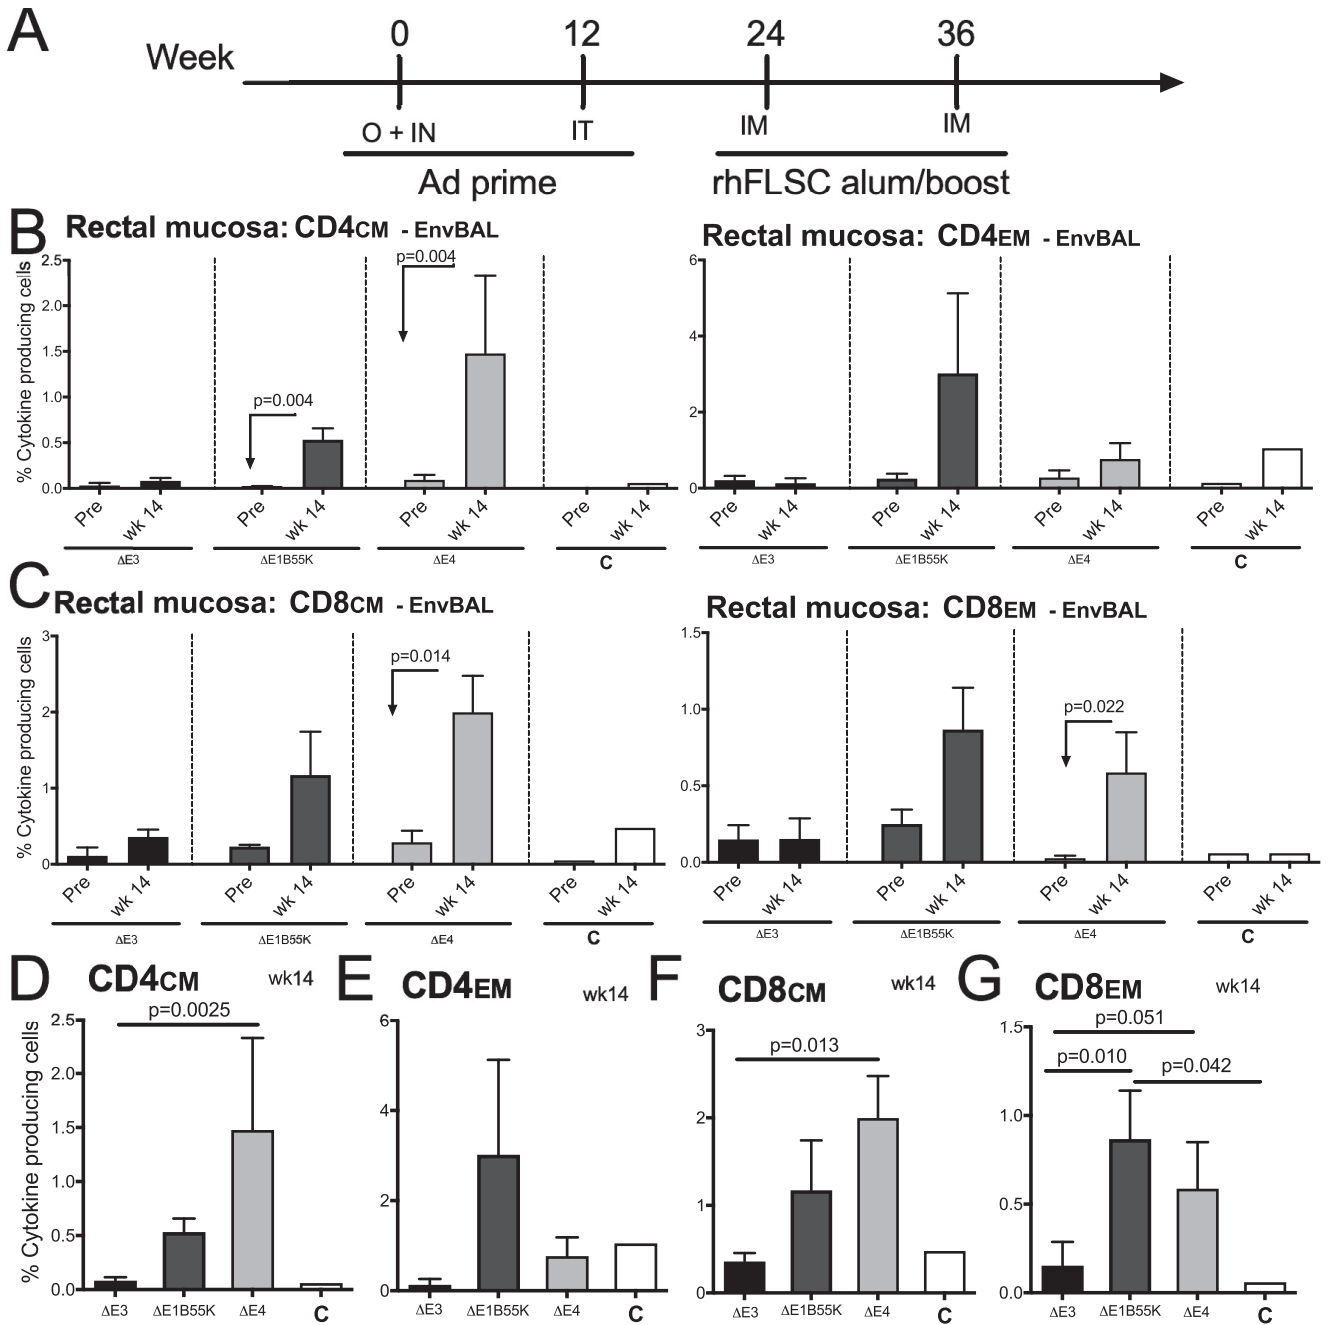 A
Week
0 12 24 36
O + IN IT IM IM
Ad prime rhFLSC alum/boost
B
Rectal mucosa: CD4CM - EnvBAL
% Cytokine producing cells
2.5
2.0
1.5
1.0
0.5
0.0
p=0.004
p=0.004
Pre wk 14 Pre wk 14 Pre wk 14 Pre wk 14
ΔE3 ΔE1B55K ΔE4 C
Rectal mucosa: CD4EM - EnvBAL
6
4
2
0
Pre wk 14 Pre wk 14 Pre wk 14 Pre wk 14
ΔE3 ΔE1B55K ΔE4 C
C
Rectal mucosa: CD8CM - EnvBAL
% Cytokine producing cells
3
2
1
0
p=0.014
Pre wk 14 Pre wk 14 Pre wk 14 Pre wk 14
ΔE3 ΔE1B55K ΔE4 C
Rectal mucosa: CD8EM - EnvBAL
1.5
1.0
0.5
0.0
p=0.022
Pre wk 14 Pre wk 14 Pre wk 14 Pre wk 14
ΔE3 ΔE1B55K ΔE4 C
D
CD4CM wk14
% Cytokine producing cells
2.5
2.0
1.5
1.0
0.5
0.0
p=0.0025
ΔE3 ΔE1B55K ΔE4 C
E
CD4EM wk14
6
4
2
0
ΔE3 ΔE1B55K ΔE4 C
F
CD8CM wk14
3
2
1
0
p=0.013
ΔE3 ΔE1B55K ΔE4 C
G
CD8EM wk14
1.5
1.0
0.5
0.0
p=0.051
p=0.010
p=0.042
ΔE3 ΔE1B55K ΔE4 C